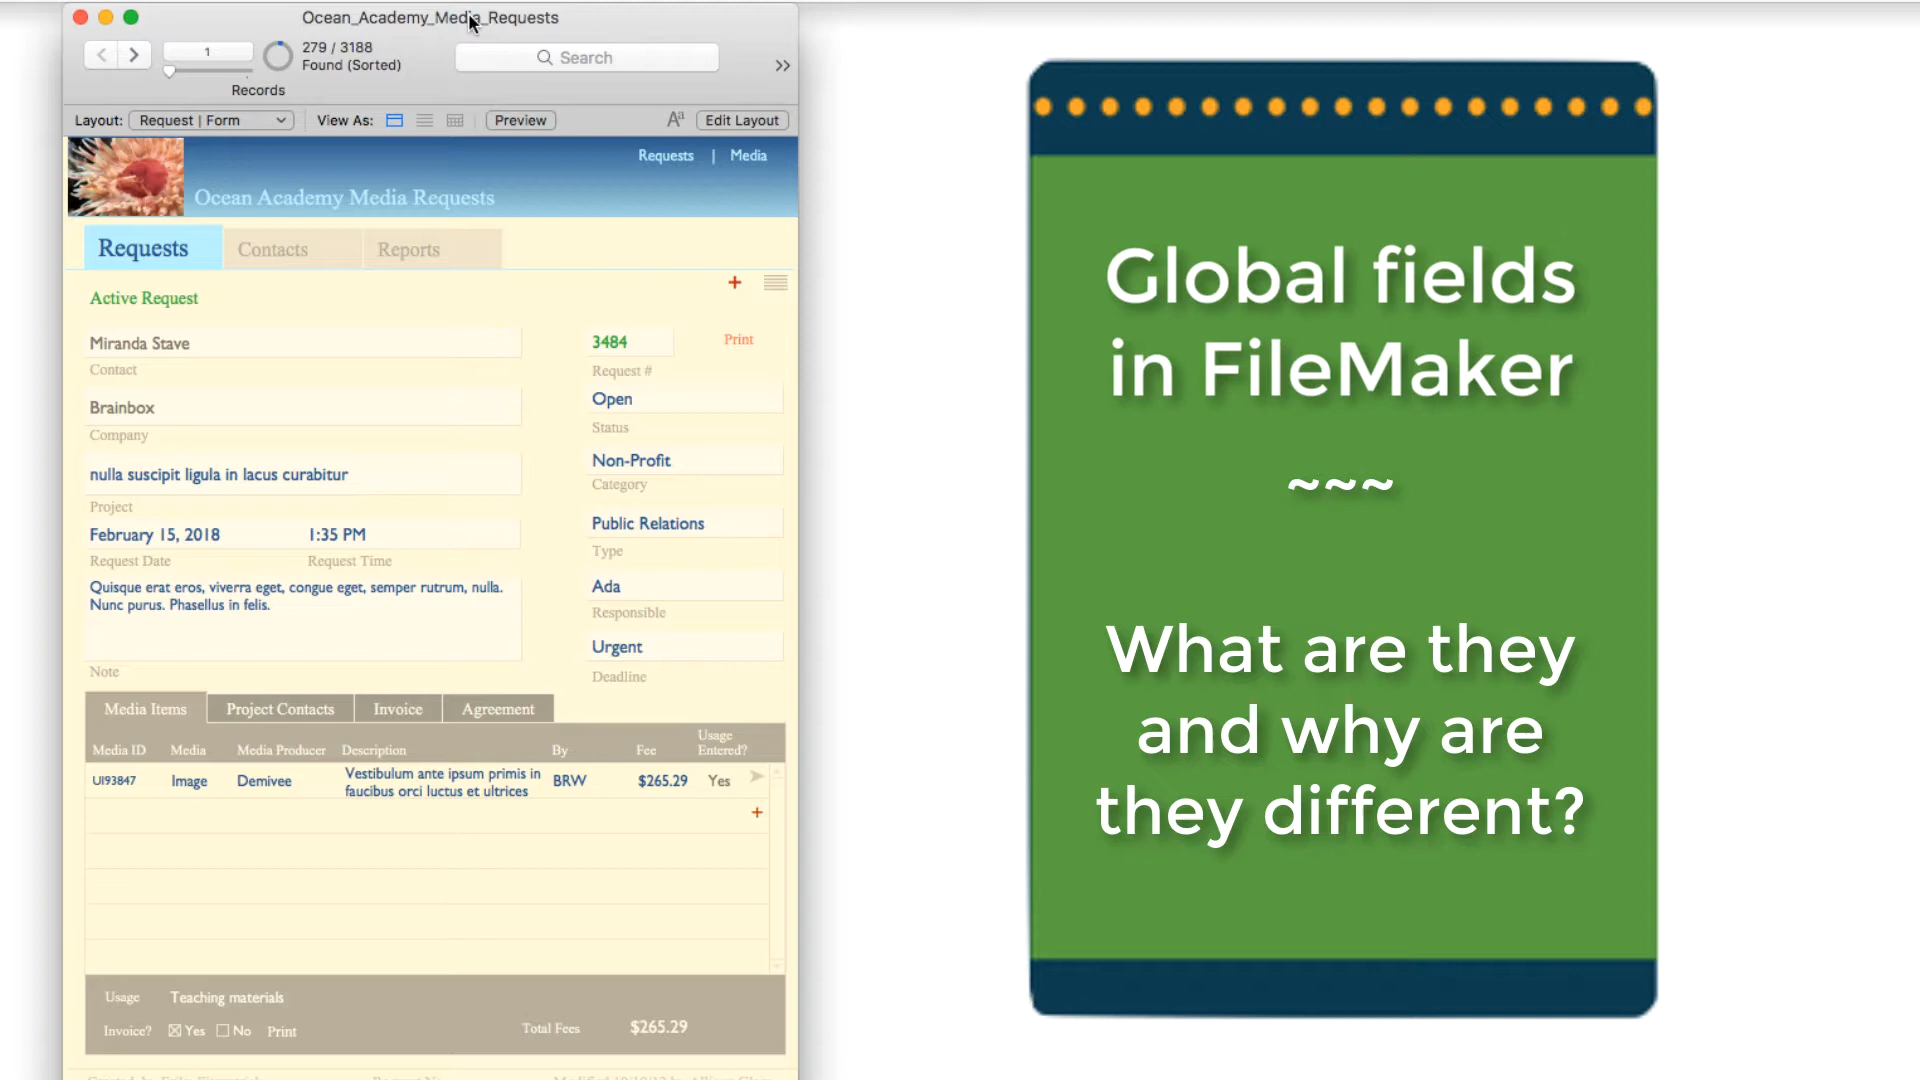 Ocean_Academy_Media_Requests
1
279 / 3188
Found (Sorted)
Search
Records
Layout: Request | Form
View As:
Preview
Aa
Edit Layout
Requests | Media
Ocean Academy Media Requests
Requests
Contacts
Reports
+
Active Request
Miranda Stave
Contact
3484
Print
Request #
Brainbox
Company
Open
Status
nulla suscipit ligula in lacus curabitur
Project
Non-Profit
Category
February 15, 2018
1:35 PM
Request Date
Request Time
Public Relations
Type
Quisque erat eros, viverra eget, congue eget, semper rutrum, nulla.
Nunc purus. Phasellus in felis.
Note
Ada
Responsible
Urgent
Deadline
Media Items
Project Contacts
Invoice
Agreement
Media ID
Media
Media Producer
Description
By
Fee
Usage
Entered?
UI93847
Image
Demivee
Vestibulum ante ipsum primis in
faucibus orci luctus et ultrices
BRW
$265.29
Yes
+
Usage
Teaching materials
Invoice?
Yes
No
Print
Total Fees
$265.29
Global fields
in FileMaker
~~~
What are they
and why are
they different?